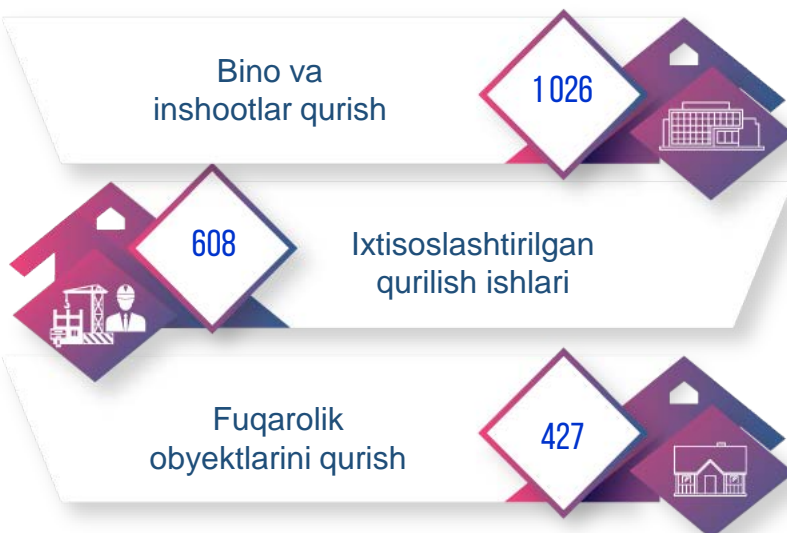 Bino va
inshootlar qurish
1 026
608
Ixtisoslashtirilgan
qurilish ishlari
Fuqarolik
obyektlarini qurish
427